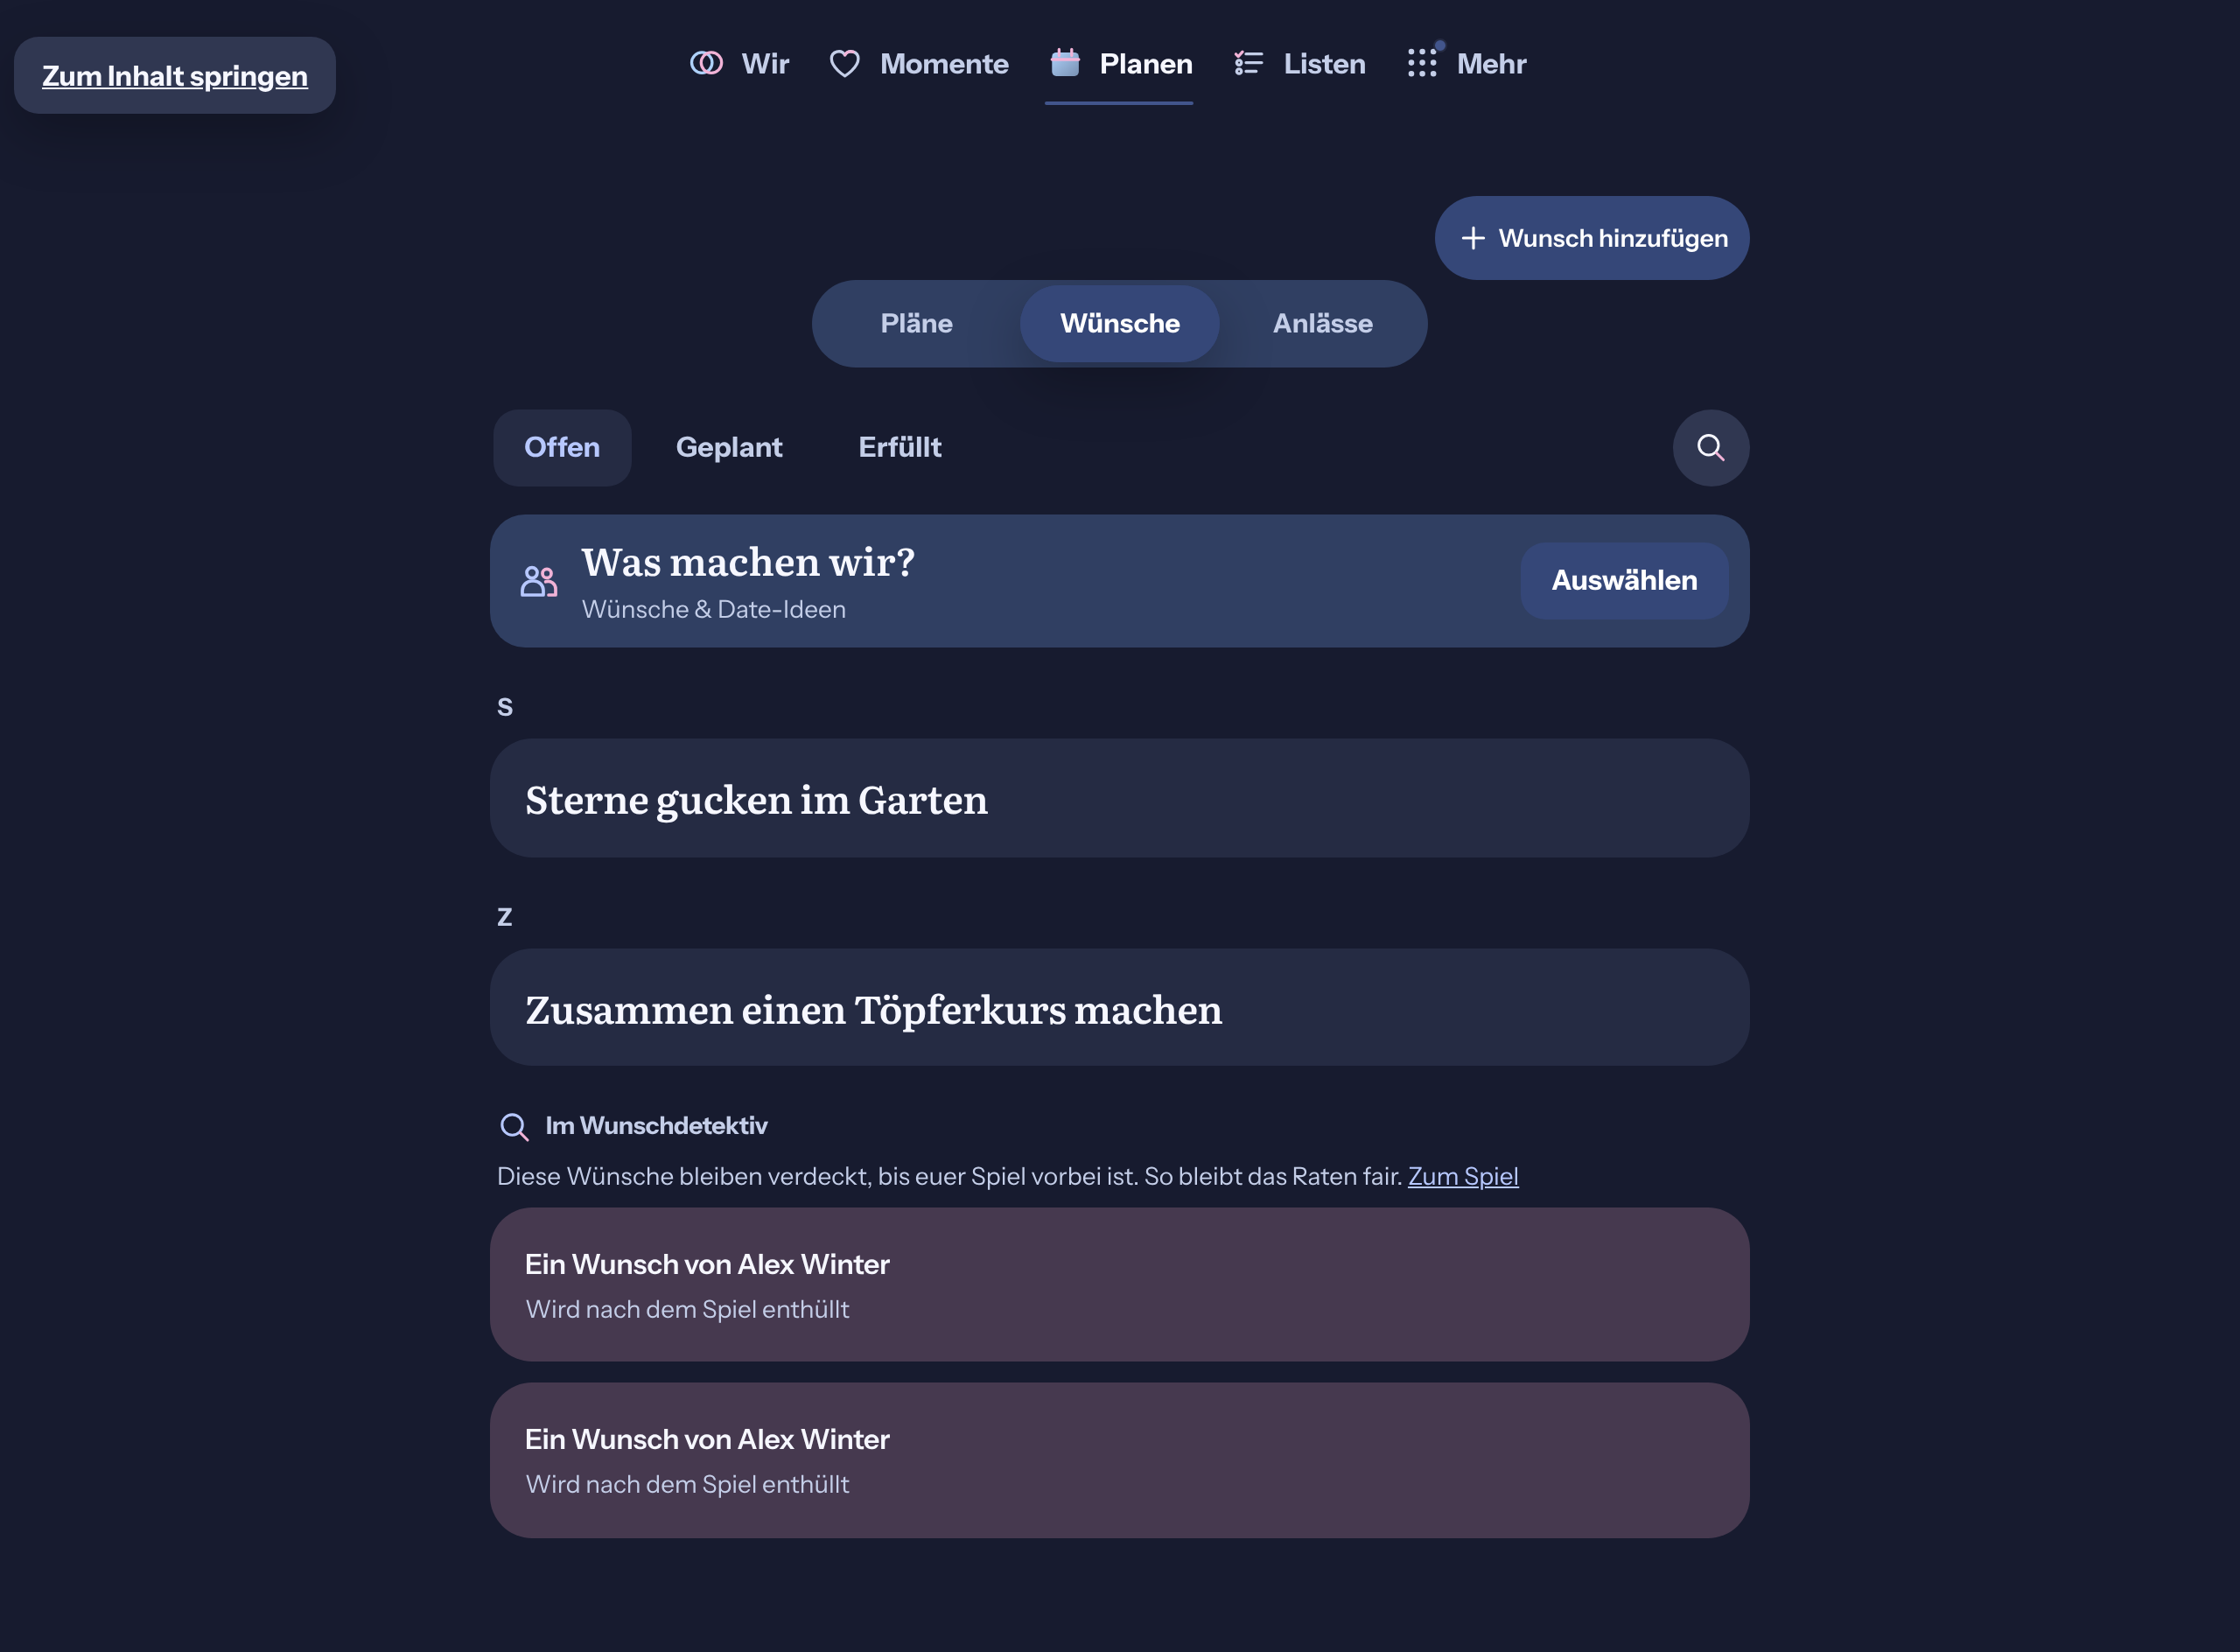 Zum Inhalt springen
Wir
Momente
Planen
Listen
Mehr
Wunsch hinzufügen
Pläne
Wünsche
Anlässe
Offen
Geplant
Erfüllt
Was machen wir?
Wünsche & Date-Ideen
Auswählen
S
Sterne gucken im Garten
Z
Zusammen einen Töpferkurs machen
Im Wunschdetektiv
Diese Wünsche bleiben verdeckt, bis euer Spiel vorbei ist. So bleibt das Raten fair. Zum Spiel
Ein Wunsch von Alex Winter
Wird nach dem Spiel enthüllt
Ein Wunsch von Alex Winter
Wird nach dem Spiel enthüllt